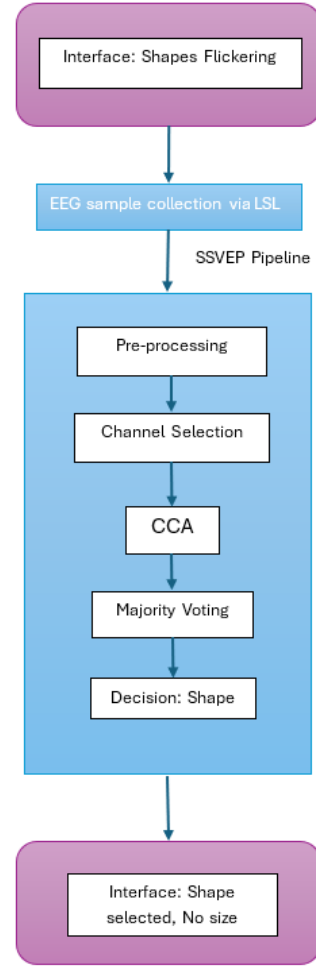 Interface: Shapes Flickering
EEG sample collection via LSL
SSVEP Pipeline
Pre-processing
Channel Selection
CCA
Majority Voting
Decision: Shape
Interface: Shape
selected, No size